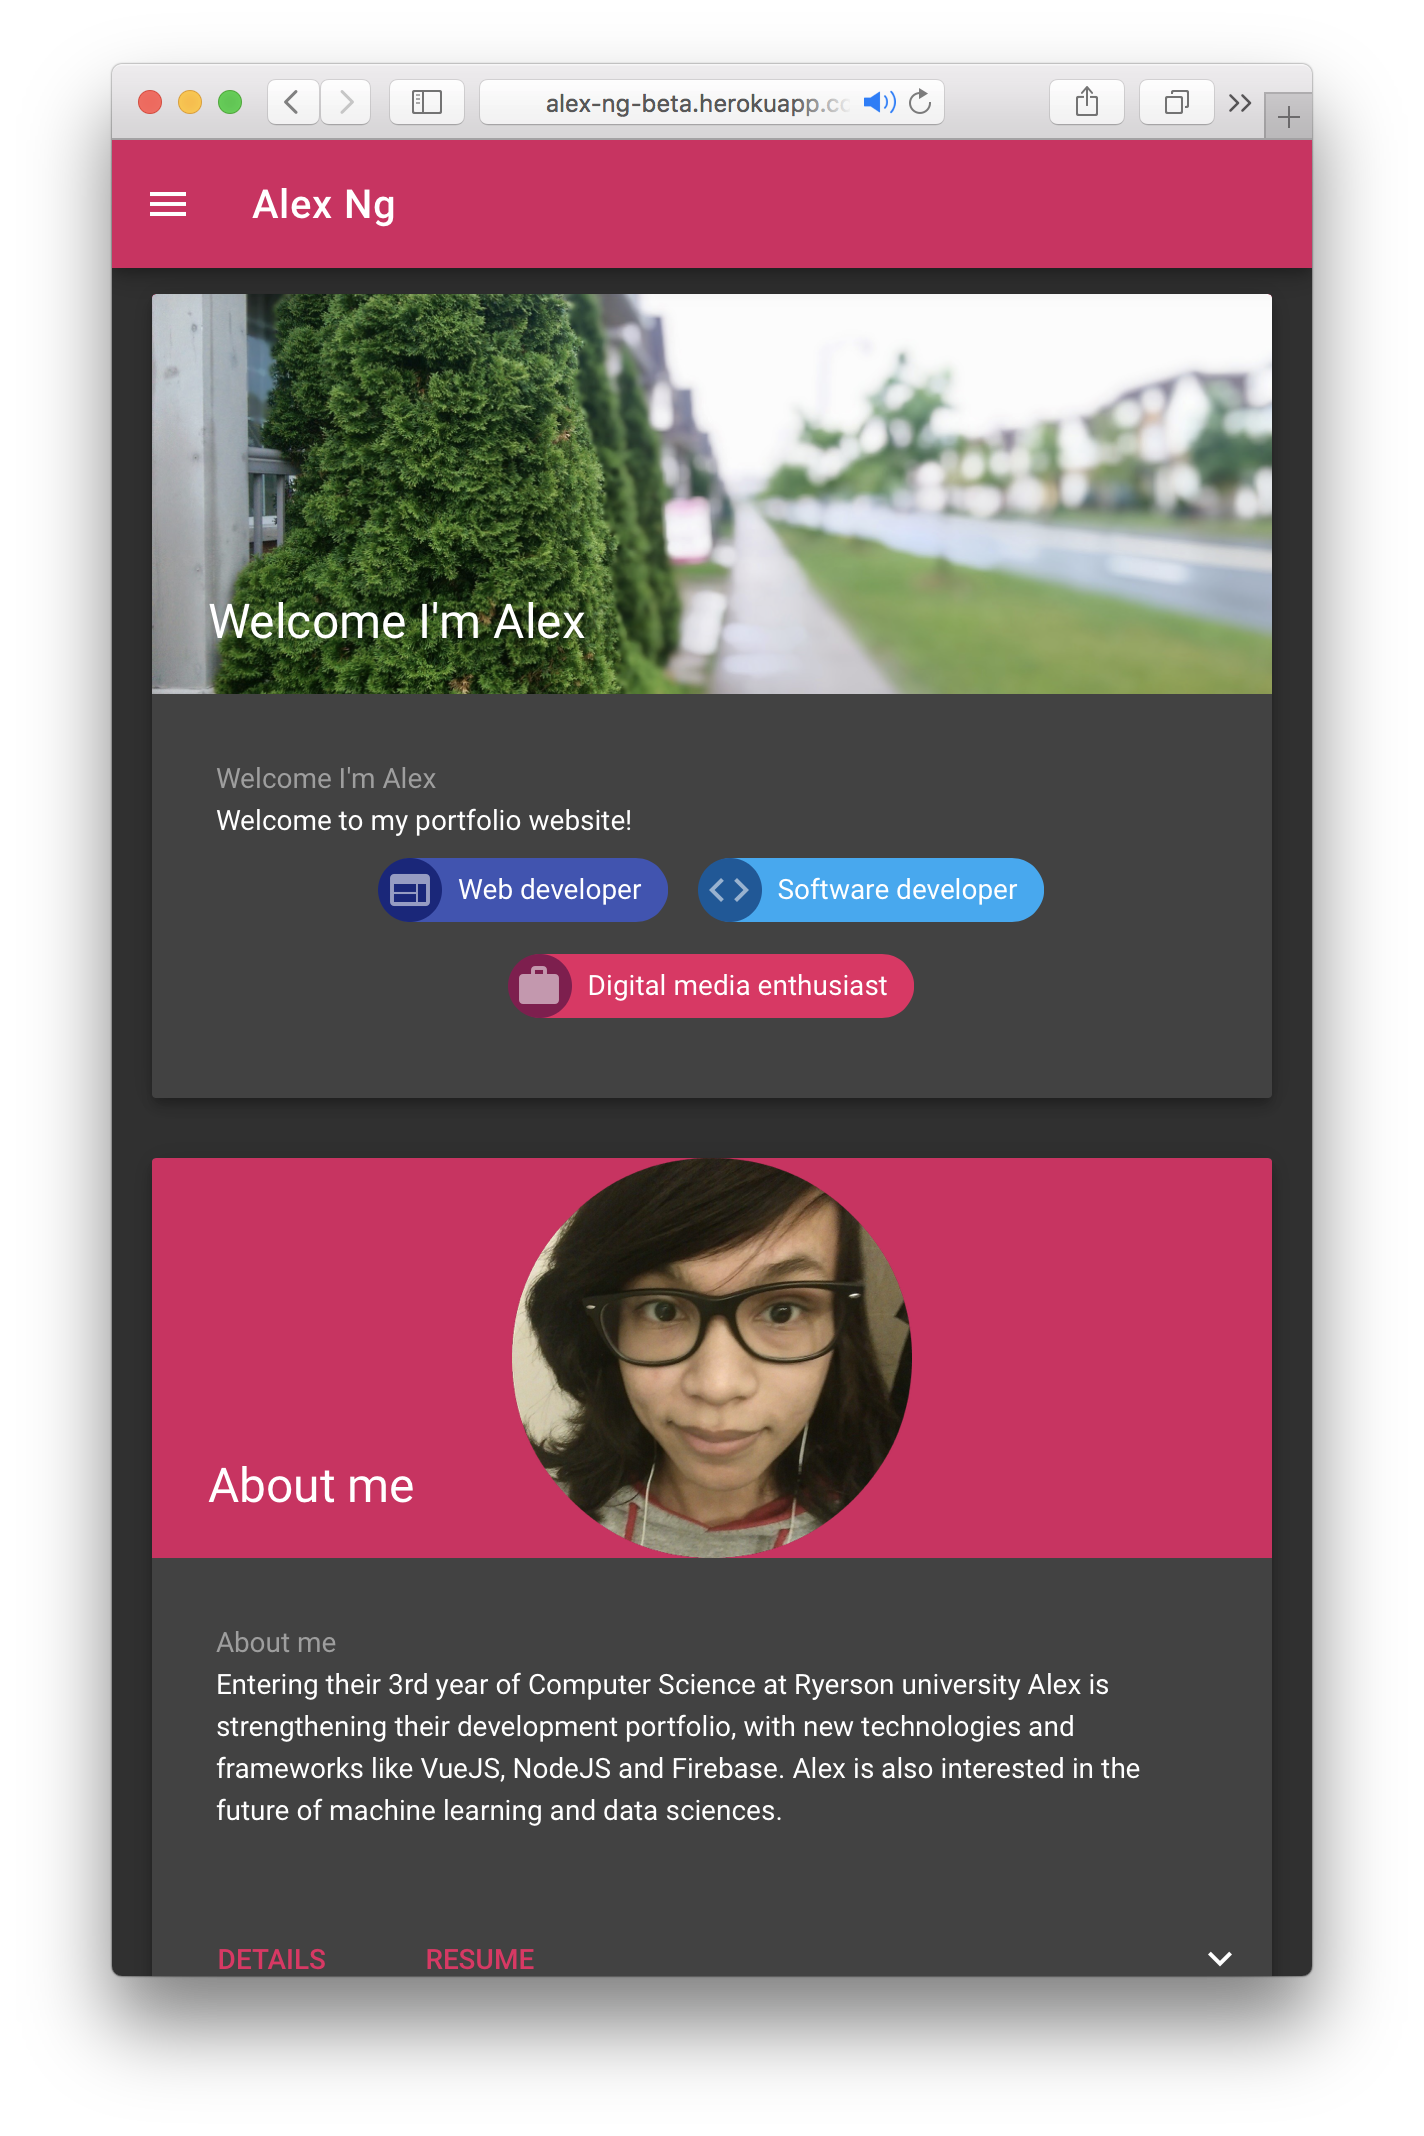 alex-ng-beta.herokuapp.cc
Alex Ng
Welcome I'm Alex
Welcome I'm Alex
Welcome to my portfolio website!
Web developer
Software developer
Digital media enthusiast
About me
About me
Entering their 3rd year of Computer Science at Ryerson university Alex is
strengthening their development portfolio, with new technologies and
frameworks like VueJS, NodeJS and Firebase. Alex is also interested in the
future of machine learning and data sciences.
DETAILS
RESUME